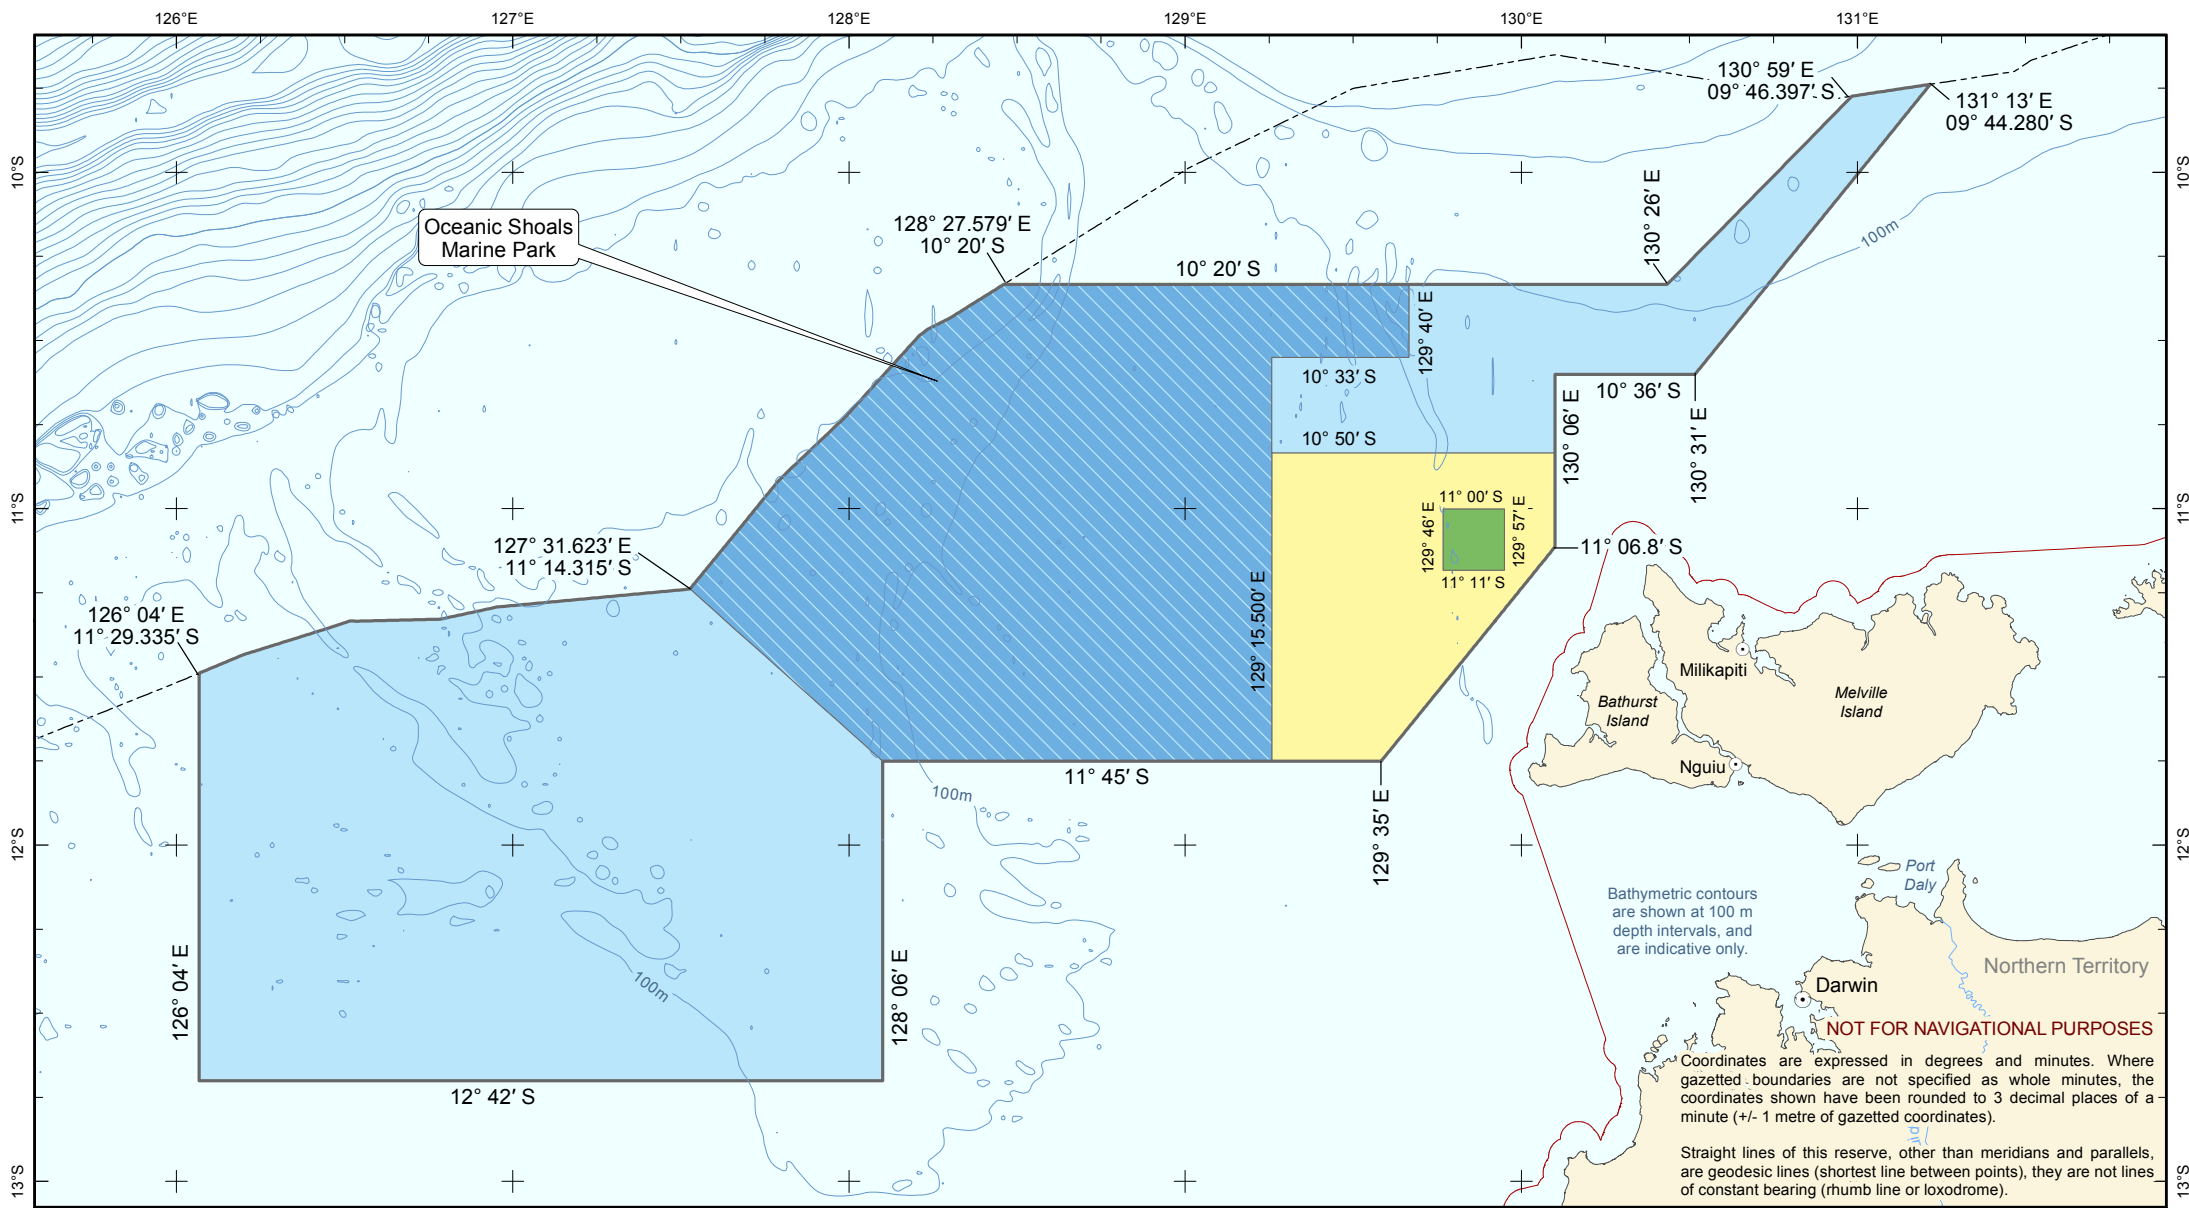 126°E
127°E
128°E
129°E
130°E
131°E
10°S
10°S
11°S
11°S
12°S
12°S
13°S
13°S
130° 59′ E
09° 46.397′ S
131° 13′ E
09° 44.280′ S
Oceanic Shoals
Marine Park
128° 27.579′ E
10° 20′ S
10° 20′ S
130° 26′ E
100m
129° 40′ E
10° 33′ S
10° 36′ S
10° 50′ S
130° 06′ E
130° 31′ E
11° 00′ S
129° 46′ E
129° 57′ E
11° 11′ S
11° 06.8′ S
127° 31.623′ E
11° 14.315′ S
126° 04′ E
11° 29.335′ S
129° 15.500′ E
Milikapiti
Melville
Island
Bathurst
Island
Nguiu
11° 45′ S
100m
129° 35′ E
Port
Daly
Bathymetric contours
are shown at 100 m
depth intervals, and
are indicative only.
126° 04′ E
128° 06′ E
100m
Northern Territory
Darwin
12° 42′ S
NOT FOR NAVIGATIONAL PURPOSES
Coordinates are expressed in degrees and minutes. Where
gazetted boundaries are not specified as whole minutes, the
coordinates shown have been rounded to 3 decimal places of a
minute (+/- 1 metre of gazetted coordinates).
Straight lines of this reserve, other than meridians and parallels,
are geodesic lines (shortest line between points), they are not lines
of constant bearing (rhumb line or loxodrome).